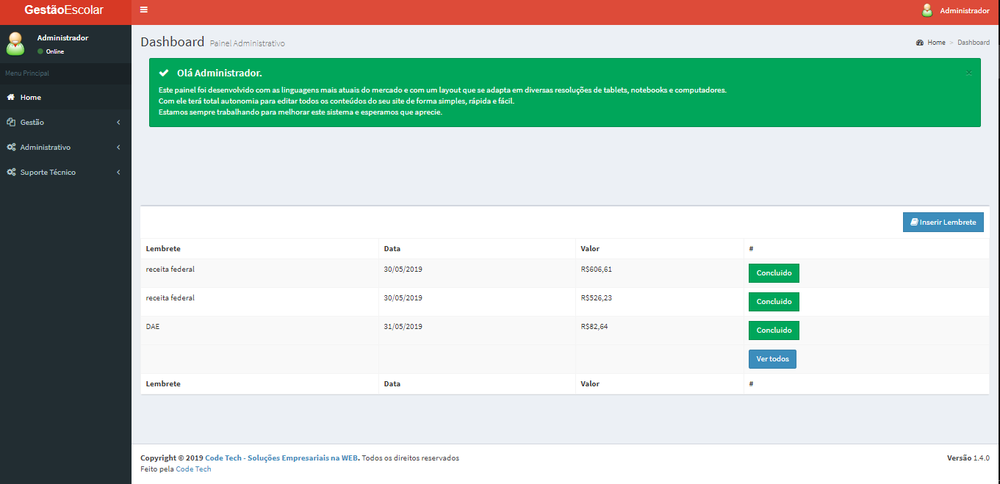 GestãoEscolar
Administrador
Administrador
Online
Menu Principal
Home
Gestão
Administrativo
Suporte Técnico
Dashboard Painel Administrativo
Home > Dashboard
Olá Administrador. ×
Este painel foi desenvolvido com as linguagens mais atuais do mercado e com um layout que se adapta em diversas resoluções de tablets, notebooks e computadores.
Com ele terá total autonomia para editar todos os conteúdos do seu site de forma simples, rápida e fácil.
Estamos sempre trabalhando para melhorar este sistema e esperamos que aprecie.
Inserir Lembrete
Lembrete Data Valor #
receita federal 30/05/2019 R$606,61 Concluido
receita federal 30/05/2019 R$526,23 Concluido
DAE 31/05/2019 R$82,64 Concluido
Ver todos
Lembrete Data Valor #
Copyright © 2019 Code Tech - Soluções Empresariais na WEB. Todos os direitos reservados
Feito pela Code Tech
Versão 1.4.0